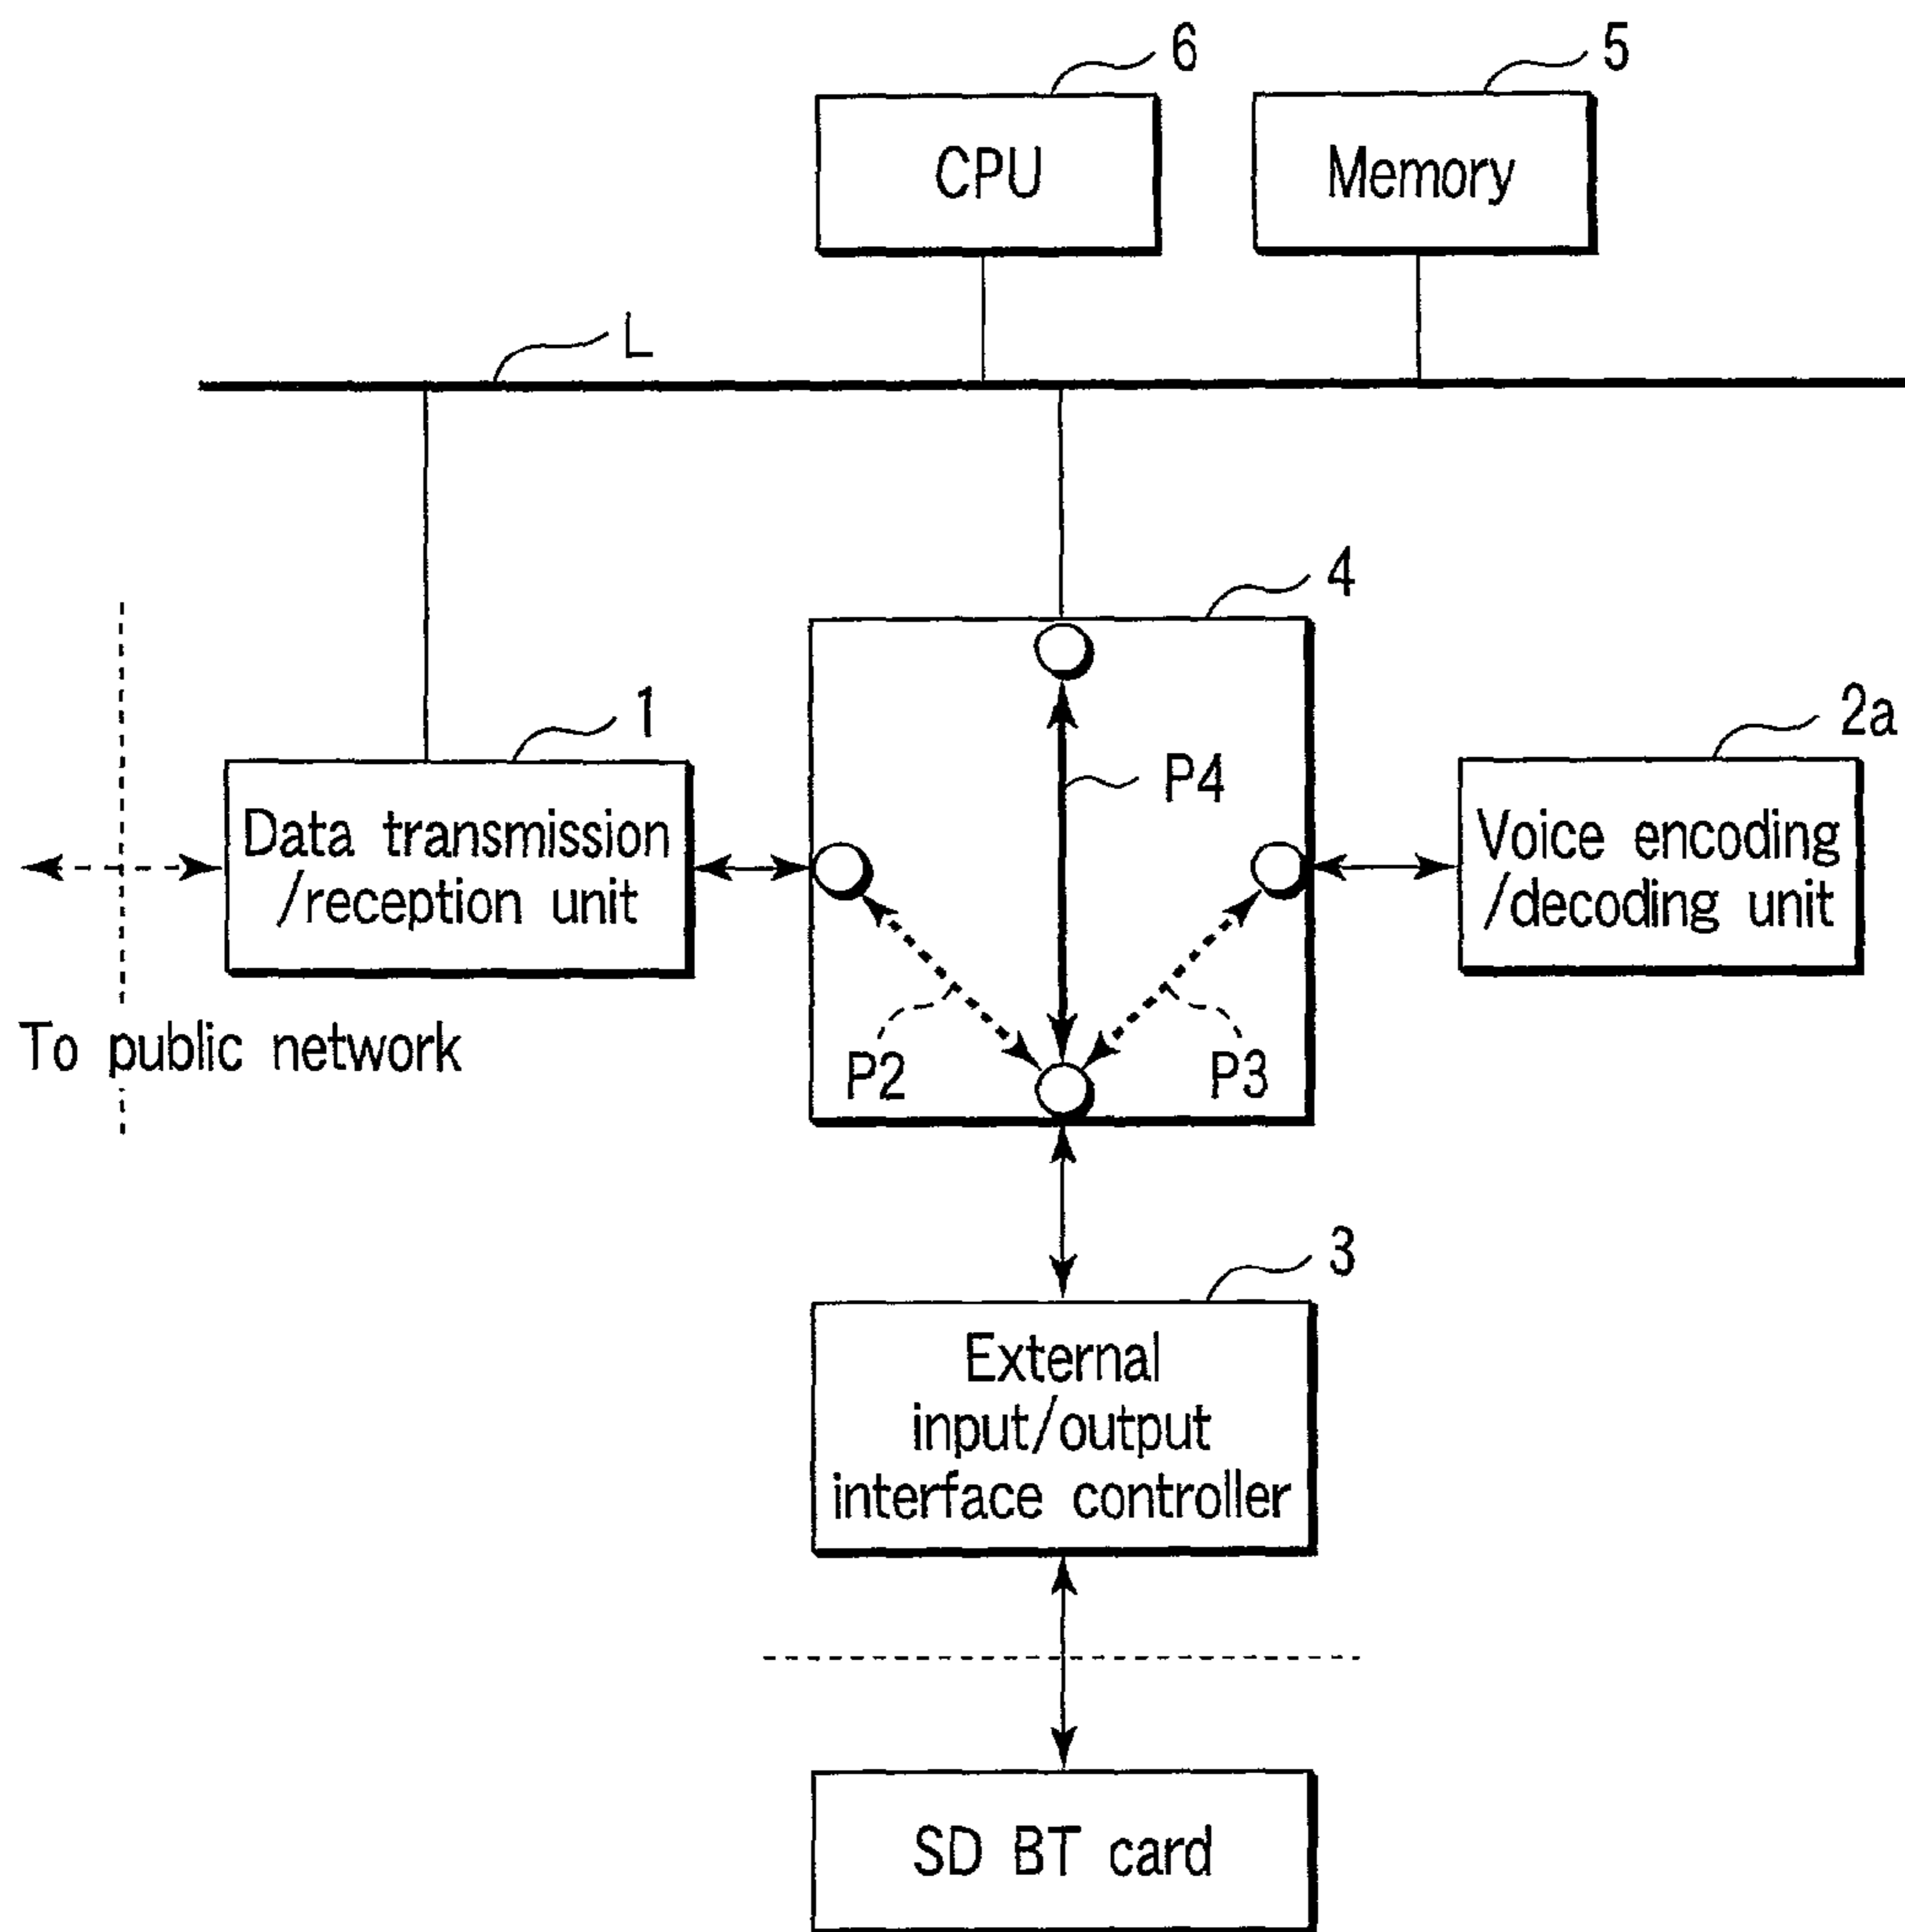 6
5
CPU
Memory
L
4
1
2a
P4
Data transmission
/reception unit
Voice encoding
/decoding unit
To public network
P2
P3
3
External
input/output
interface controller
SD BT card